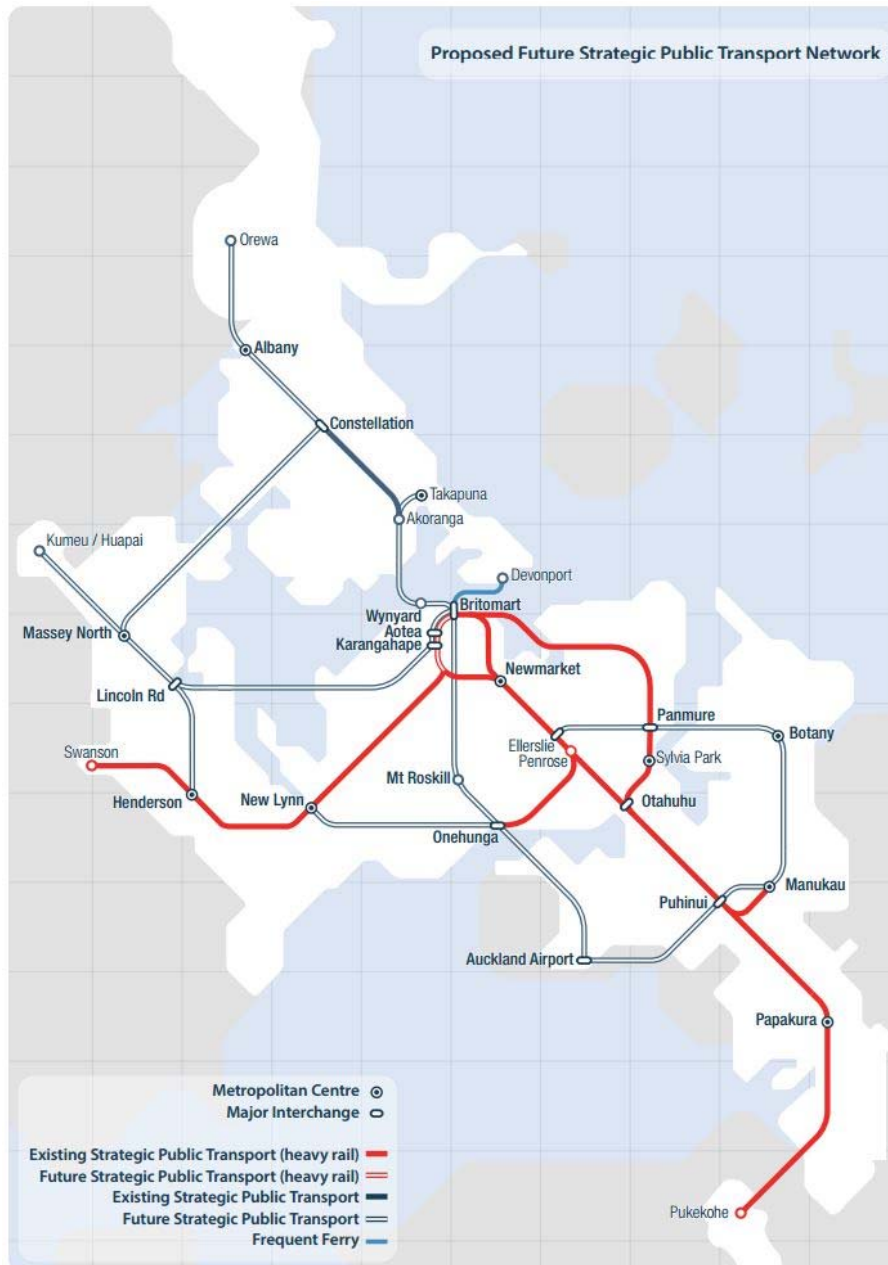 Proposed Future Strategic Public Transport Network
Orewa
Albany
Constellation
Takapuna
Akoranga
Kumeu / Huapai
Devonport
Wynyard
Britomart
Aotea
Massey North
Karangahape
Newmarket
Lincoln Rd
Panmure
Ellerslie
Botany
Swanson
Penrose
Sylvia Park
Mt Roskill
Henderson
New Lynn
Otahuhu
Onehunga
Manukau
Puhinui
Auckland Airport
Papakura
Metropolitan Centre
Major Interchange
Existing Strategic Public Transport (heavy rail)
Future Strategic Public Transport (heavy rail)
Existing Strategic Public Transport
Future Strategic Public Transport
Frequent Ferry
Pukekohe